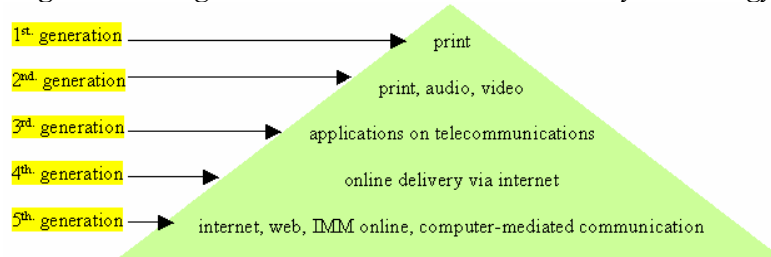 1st. generation
print
2nd. generation
print, audio, video
3rd. generation
applications on telecommunications
4th. generation
online delivery via internet
5th. generation
internet, web, IMM online, computer-mediated communication